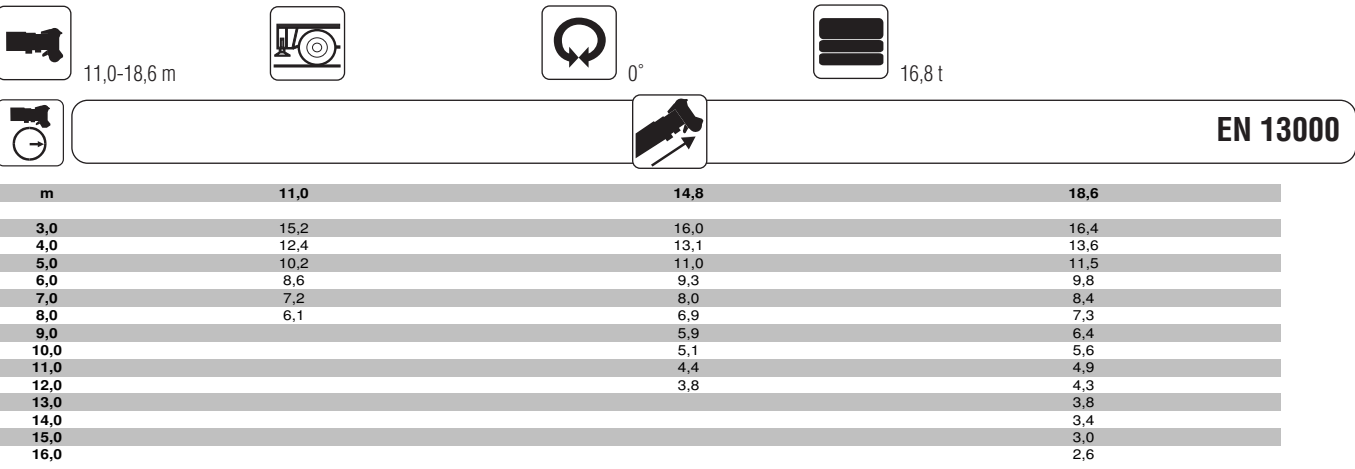 11,0-18,6 m 0° 16,8 t
EN 13000
m 11,0 14,8 18,6
3,0 15,2 16,0 16,4
4,0 12,4 13,1 13,6
5,0 10,2 11,0 11,5
6,0 8,6 9,3 9,8
7,0 7,2 8,0 8,4
8,0 6,1 6,9 7,3
9,0 5,9 6,4
10,0 5,1 5,6
11,0 4,4 4,9
12,0 3,8 4,3
13,0 3,8
14,0 3,4
15,0 3,0
16,0 2,6